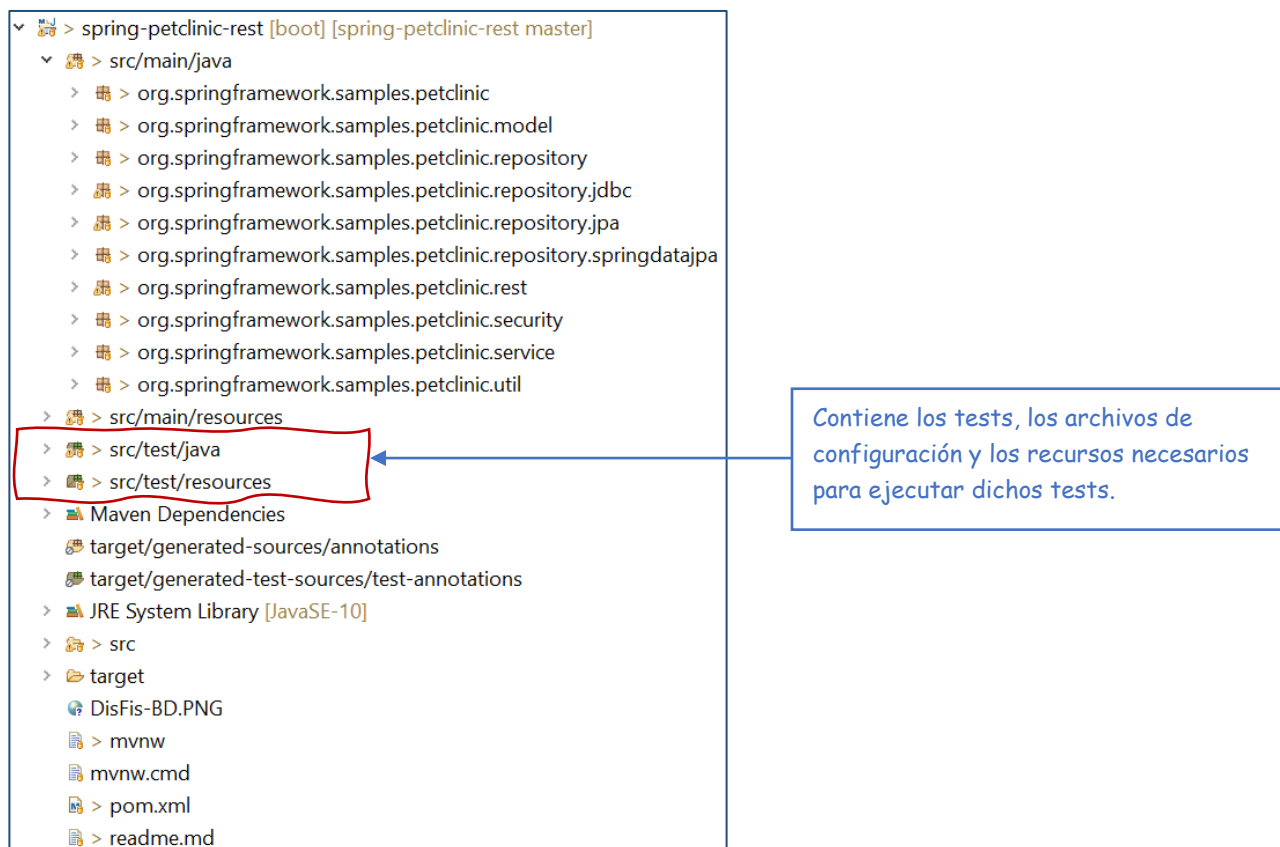 > spring-petclinic-rest [boot] [spring-petclinic-rest master]
> src/main/java
> org.springframework.samples.petclinic
> org.springframework.samples.petclinic.model
> org.springframework.samples.petclinic.repository
> org.springframework.samples.petclinic.repository.jdbc
> org.springframework.samples.petclinic.repository.jpa
> org.springframework.samples.petclinic.repository.springdatajpa
> org.springframework.samples.petclinic.rest
> org.springframework.samples.petclinic.security
> org.springframework.samples.petclinic.service
> org.springframework.samples.petclinic.util
> src/main/resources
> src/test/java
> src/test/resources
Maven Dependencies
target/generated-sources/annotations
target/generated-test-sources/test-annotations
JRE System Library [JavaSE-10]
> src
target
DisFis-BD.PNG
> mvnw
mvnw.cmd
> pom.xml
> readme.md
Contiene los tests, los archivos de
configuración y los recursos necesarios
para ejecutar dichos tests.